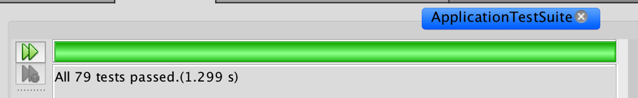 ApplicationTestSuite
All 79 tests passed.(1.299 s)